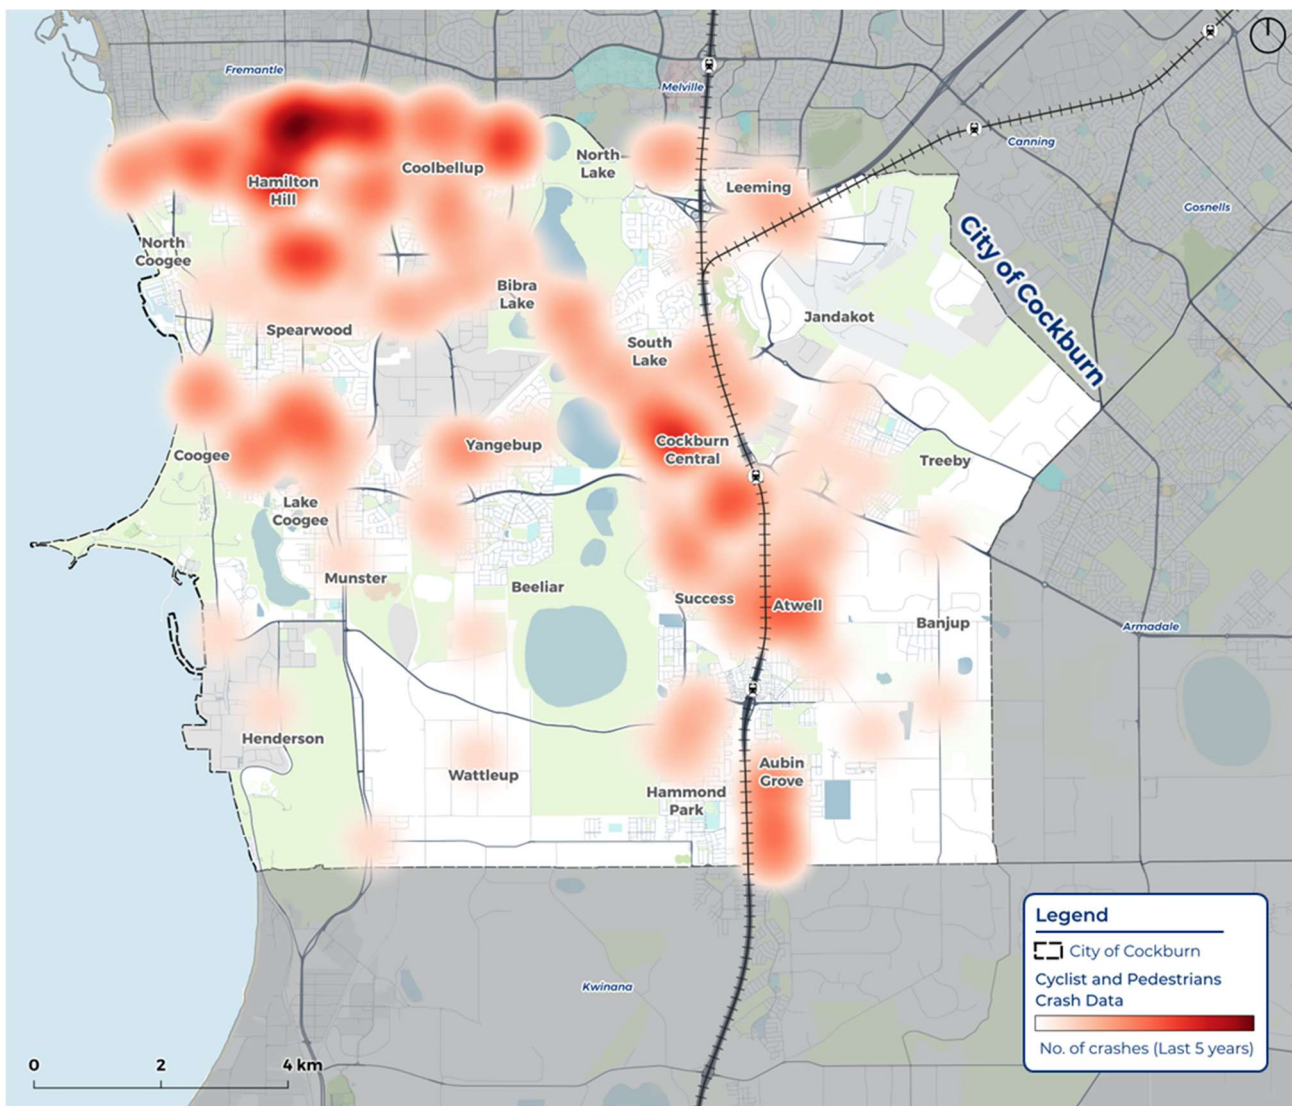 Fremantle
Melville
Canning
Gosnells
North
Lake
Coolbellup
Leeming
Hamilton
Hill
City of Cockburn
North
Coogee
Bibra
Lake
Jandakot
Spearwood
South
Lake
Cockburn
Central
Yangebup
Coogee
Treeby
Lake
Coogee
Munster
Beeliar
Success
Atwell
Banjup
Armadale
Henderson
Wattleup
Aubin
Grove
Hammond
Park
Kwinana
Legend
City of Cockburn
Cyclist and Pedestrians
Crash Data
No. of crashes (Last 5 years)
0 2 4 km